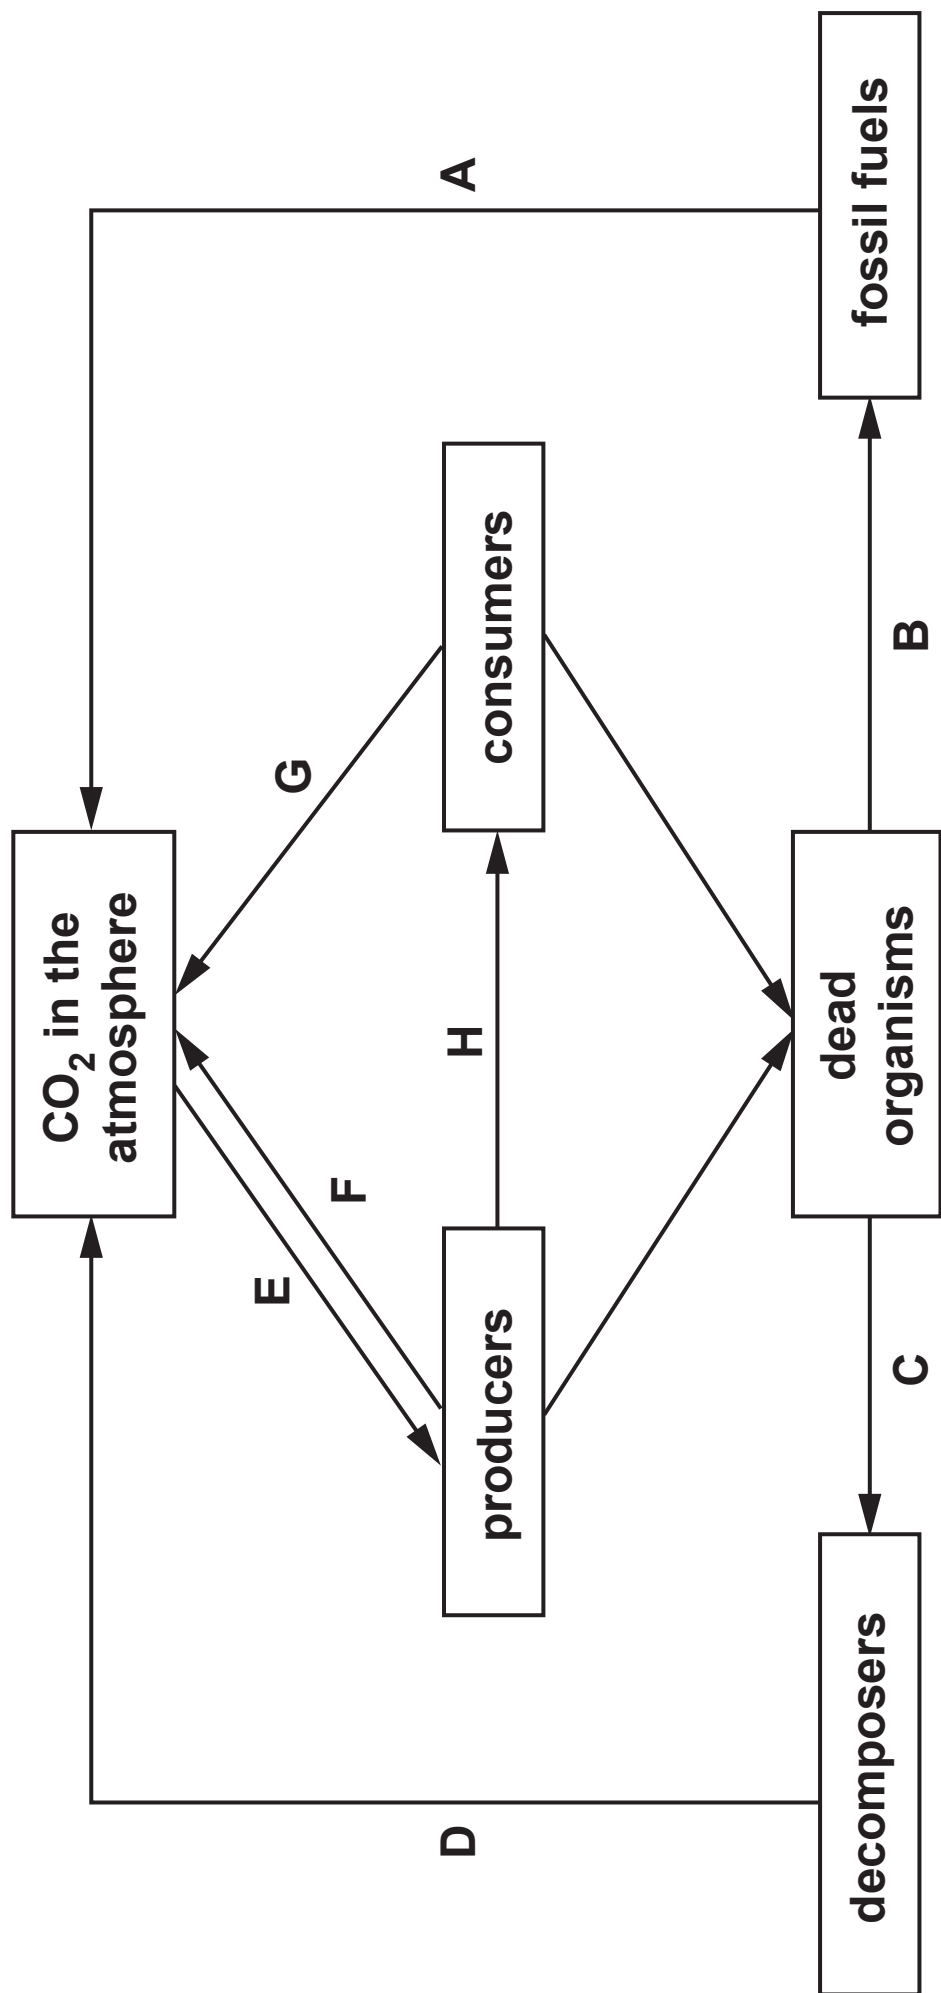 CO2 in the
atmosphere
E
F
G
D
A
producers
H
consumers
decomposers
C
dead
organisms
B
fossil fuels